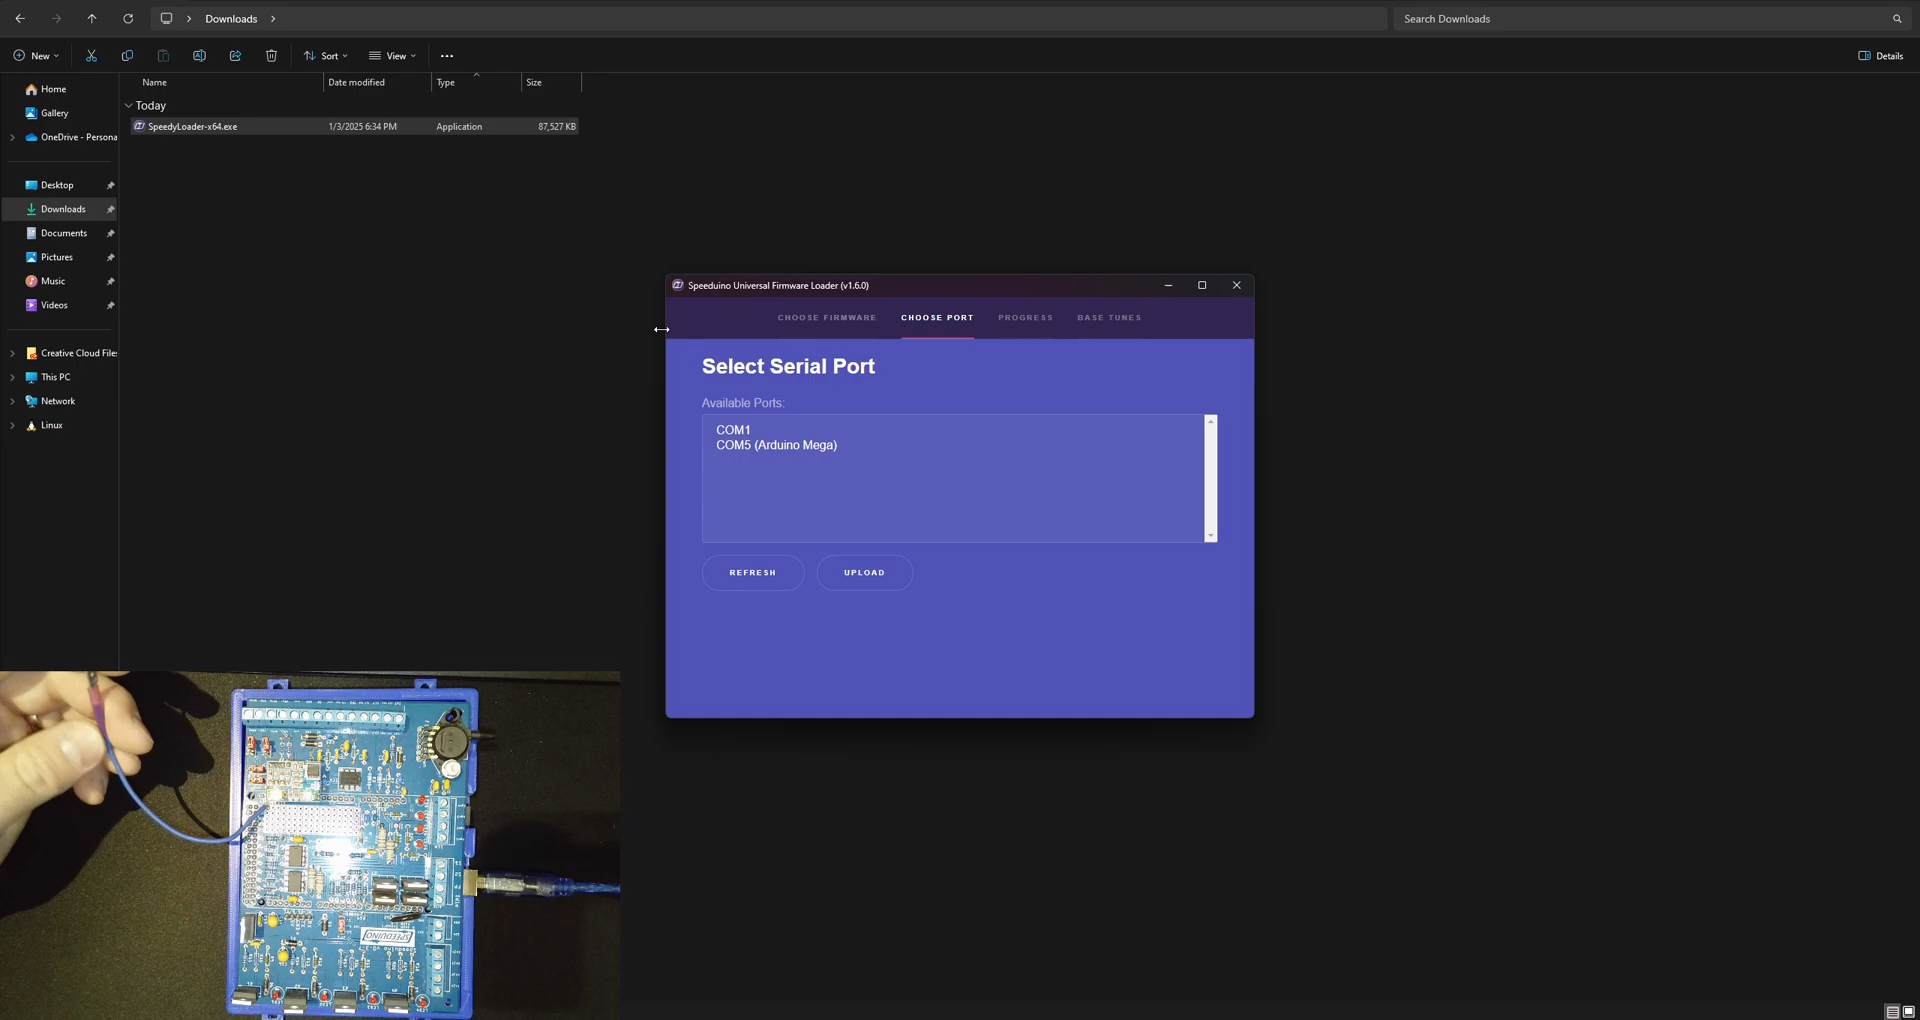 Downloads
Search Downloads
New
Sort
View
Details
Name
Date modified
Type
Size
Today
SpeedyLoader-x64.exe
1/3/2025 6:34 PM
Application
87,527 KB
Home
Gallery
OneDrive - Persona
Desktop
Downloads
Documents
Pictures
Music
Videos
Creative Cloud Files
This PC
Network
Linux
Speeduino Universal Firmware Loader (v1.6.0)
CHOOSE FIRMWARE
CHOOSE PORT
PROGRESS
BASE TUNES
Select Serial Port
Available Ports:
COM1
COM5 (Arduino Mega)
REFRESH
UPLOAD
SPEEDUINO